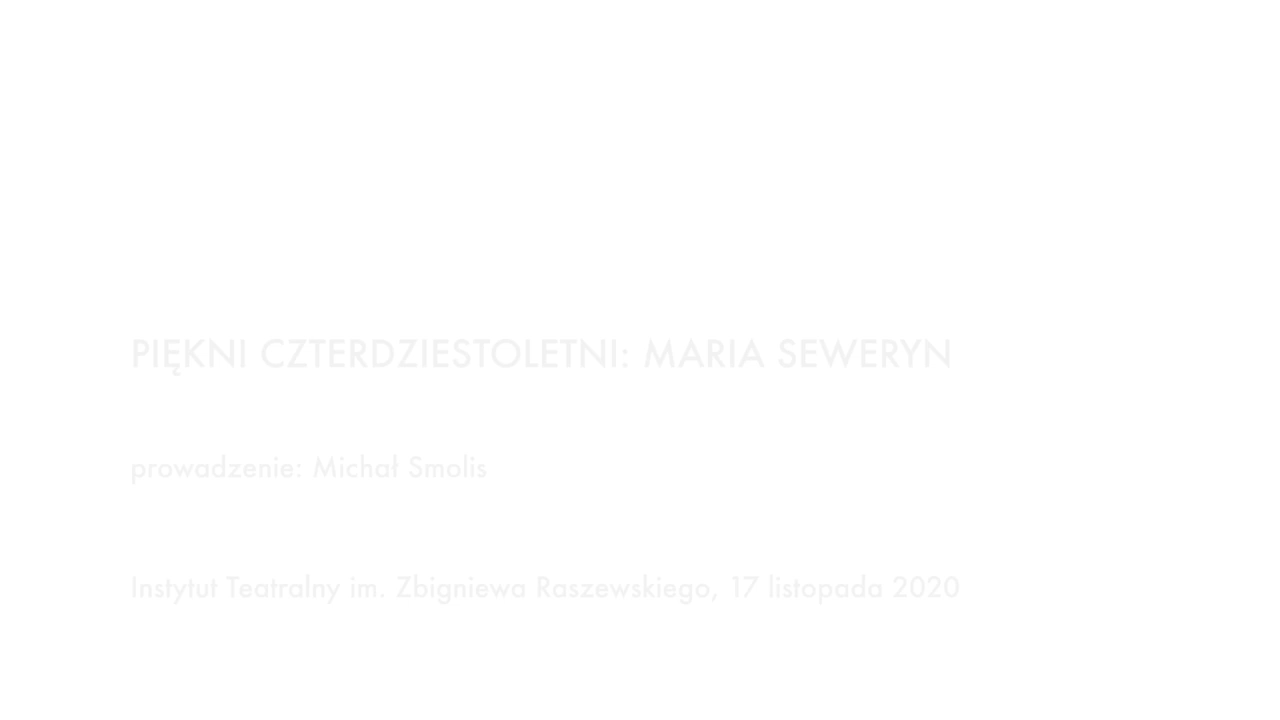 PIĘKNI CZTERDZIESTOLETNI: MARIA SEWERYN
prowadzenie: Michał Smolis
Instytut Teatralny im. Zbigniewa Raszewskiego, 17 listopada 2020